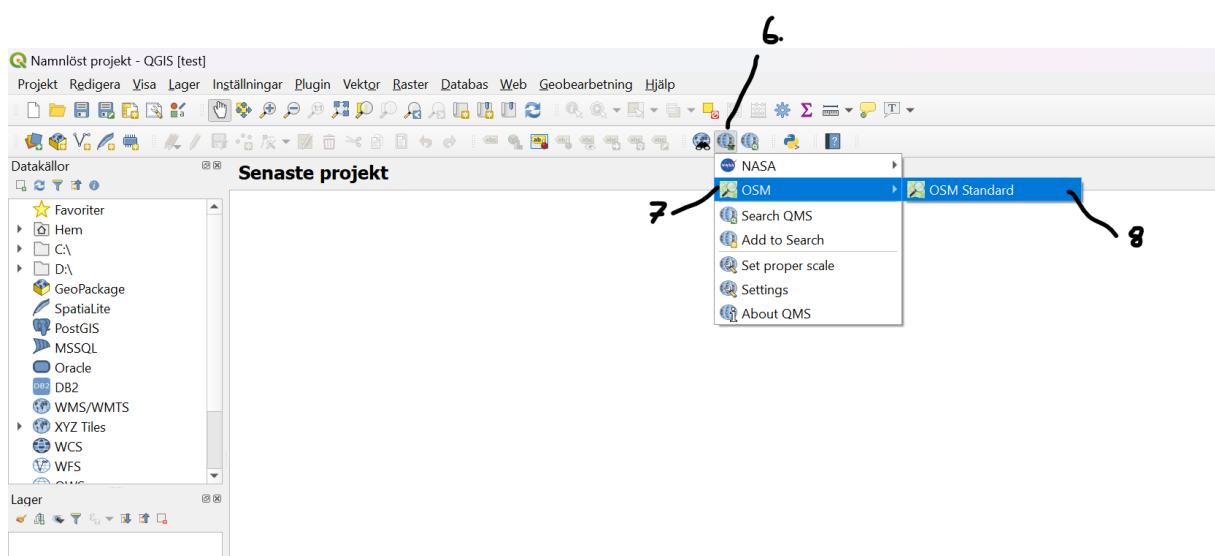 6.
Namnlöst projekt - QGIS [test]
Projekt Redigera Visa Lager Inställningar Plugin Vektor Raster Databas Web Geobearbetning Hjälp
Datakällor
Senaste projekt
NASA
OSM
OSM Standard
7
8
Search QMS
Add to Search
Set proper scale
Settings
About QMS
Favoriter
Hem
C:\
D:\
GeoPackage
SpatiaLite
PostGIS
MSSQL
Oracle
DB2
WMS/WMTS
XYZ Tiles
WCS
WFS
Lager